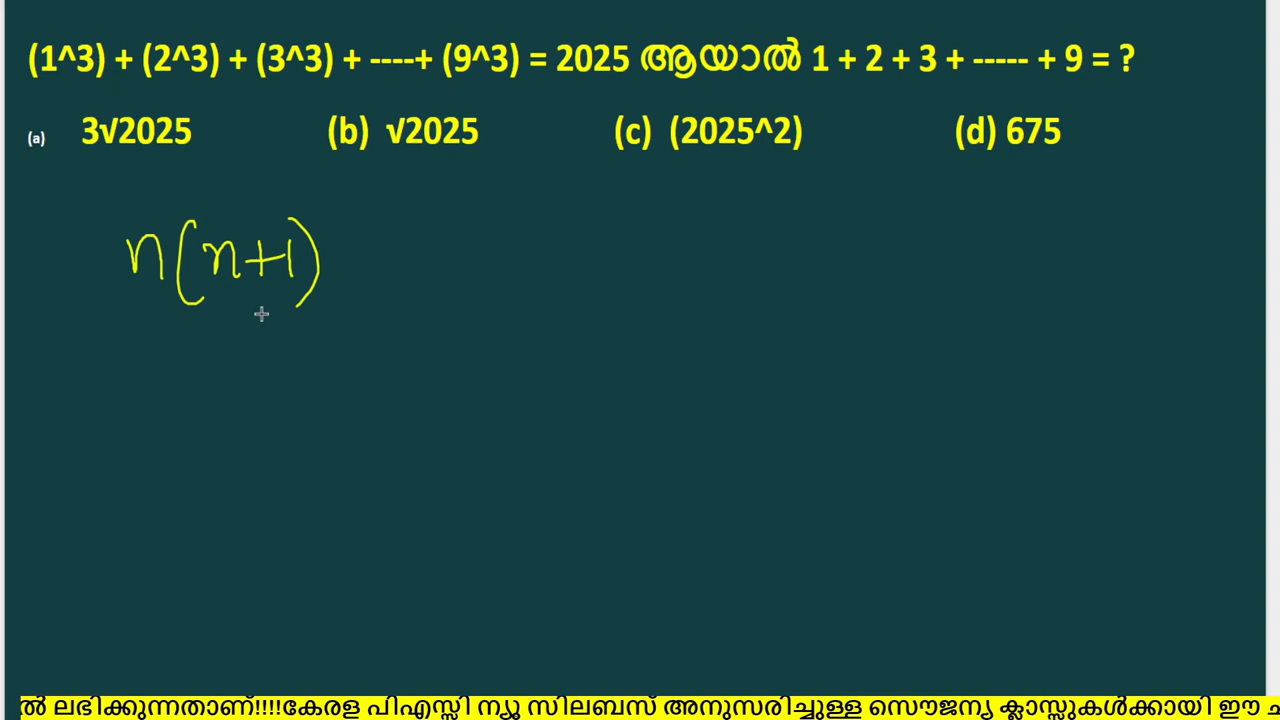 (1^3) + (2^3) + (3^3) + ----+ (9^3) = 2025 ആയാൽ 1 + 2 + 3 + ----- + 9 = ?
(a) 3√2025 (b) √2025 (c) (2025^2) (d) 675
n(n+1)
ൽ ലഭിക്കുന്നതാണ്!!!!കേരള പിഎസ്സി ന്യൂ സിലബസ് അനുസരിച്ചുള്ള സൌജന്യ ക്ലാസ്സുകൾക്കായി ഈ ച